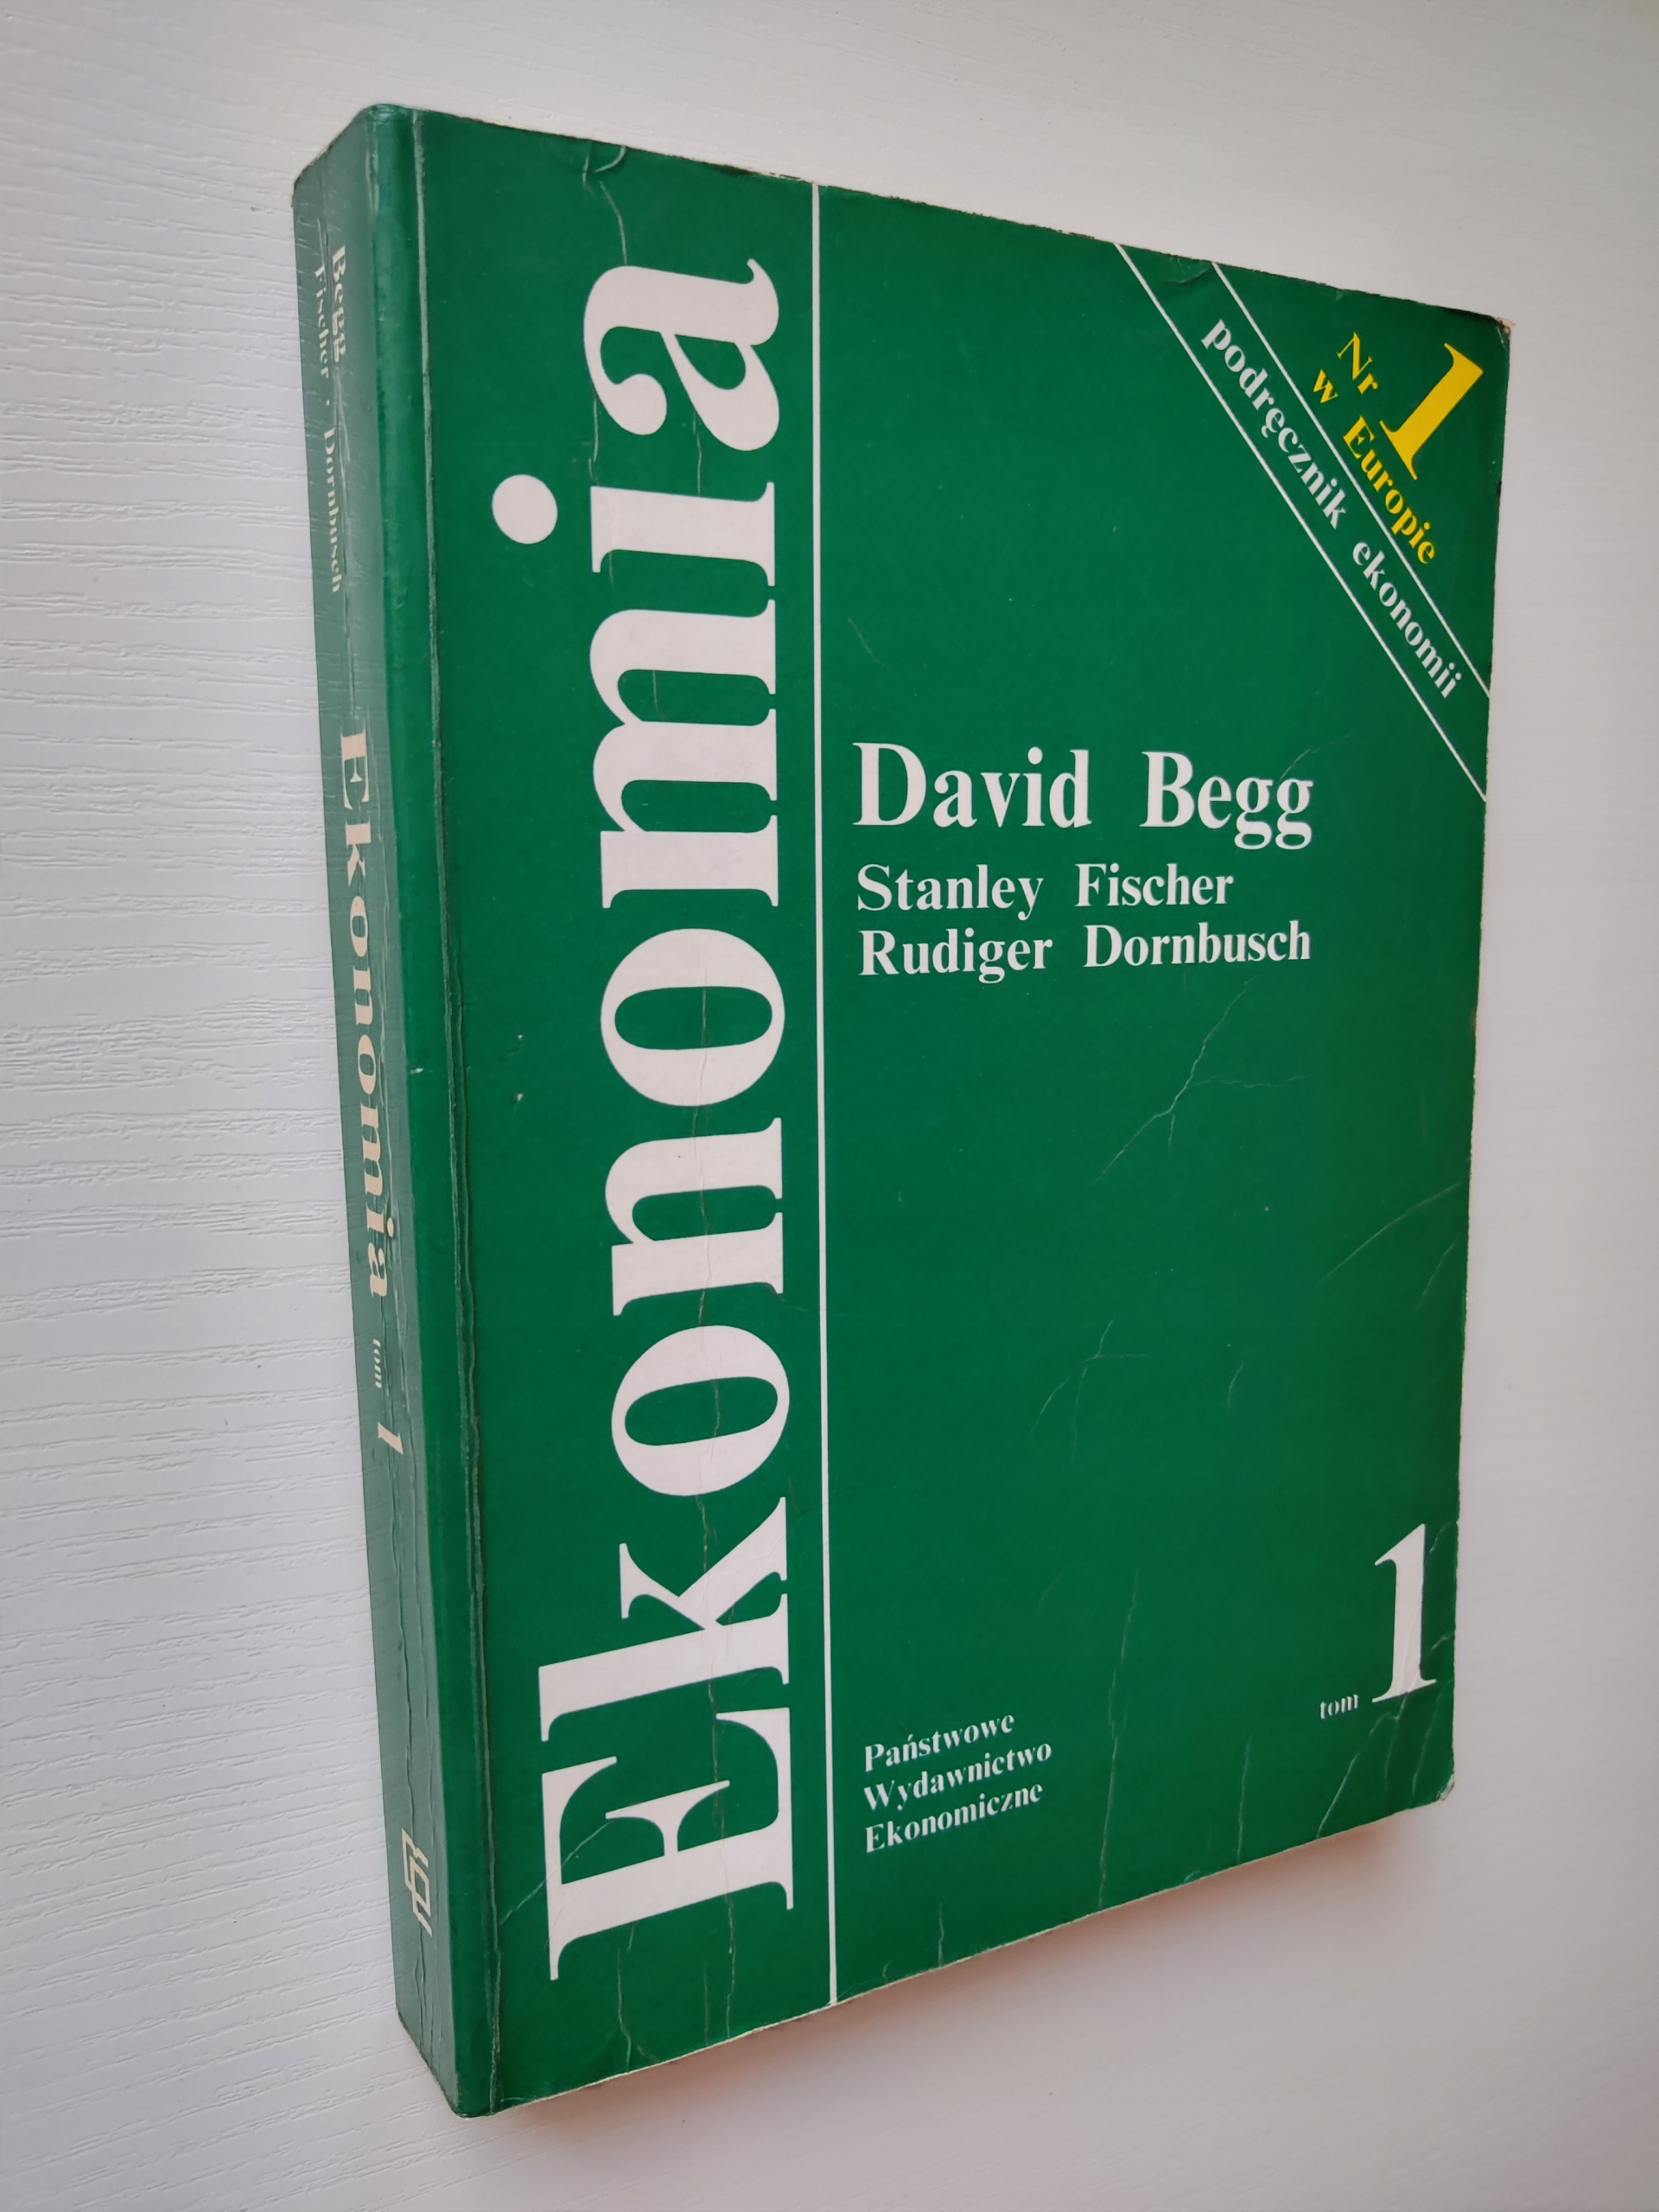 Nr 1
w Europie
podręcznik ekonomii
Ekonomia
David Begg
Stanley Fischer
Rudiger Dornbusch
tom 1
Państwowe
Wydawnictwo
Ekonomiczne
Begg
Fischer · Dornbusch
Ekonomia tom 1